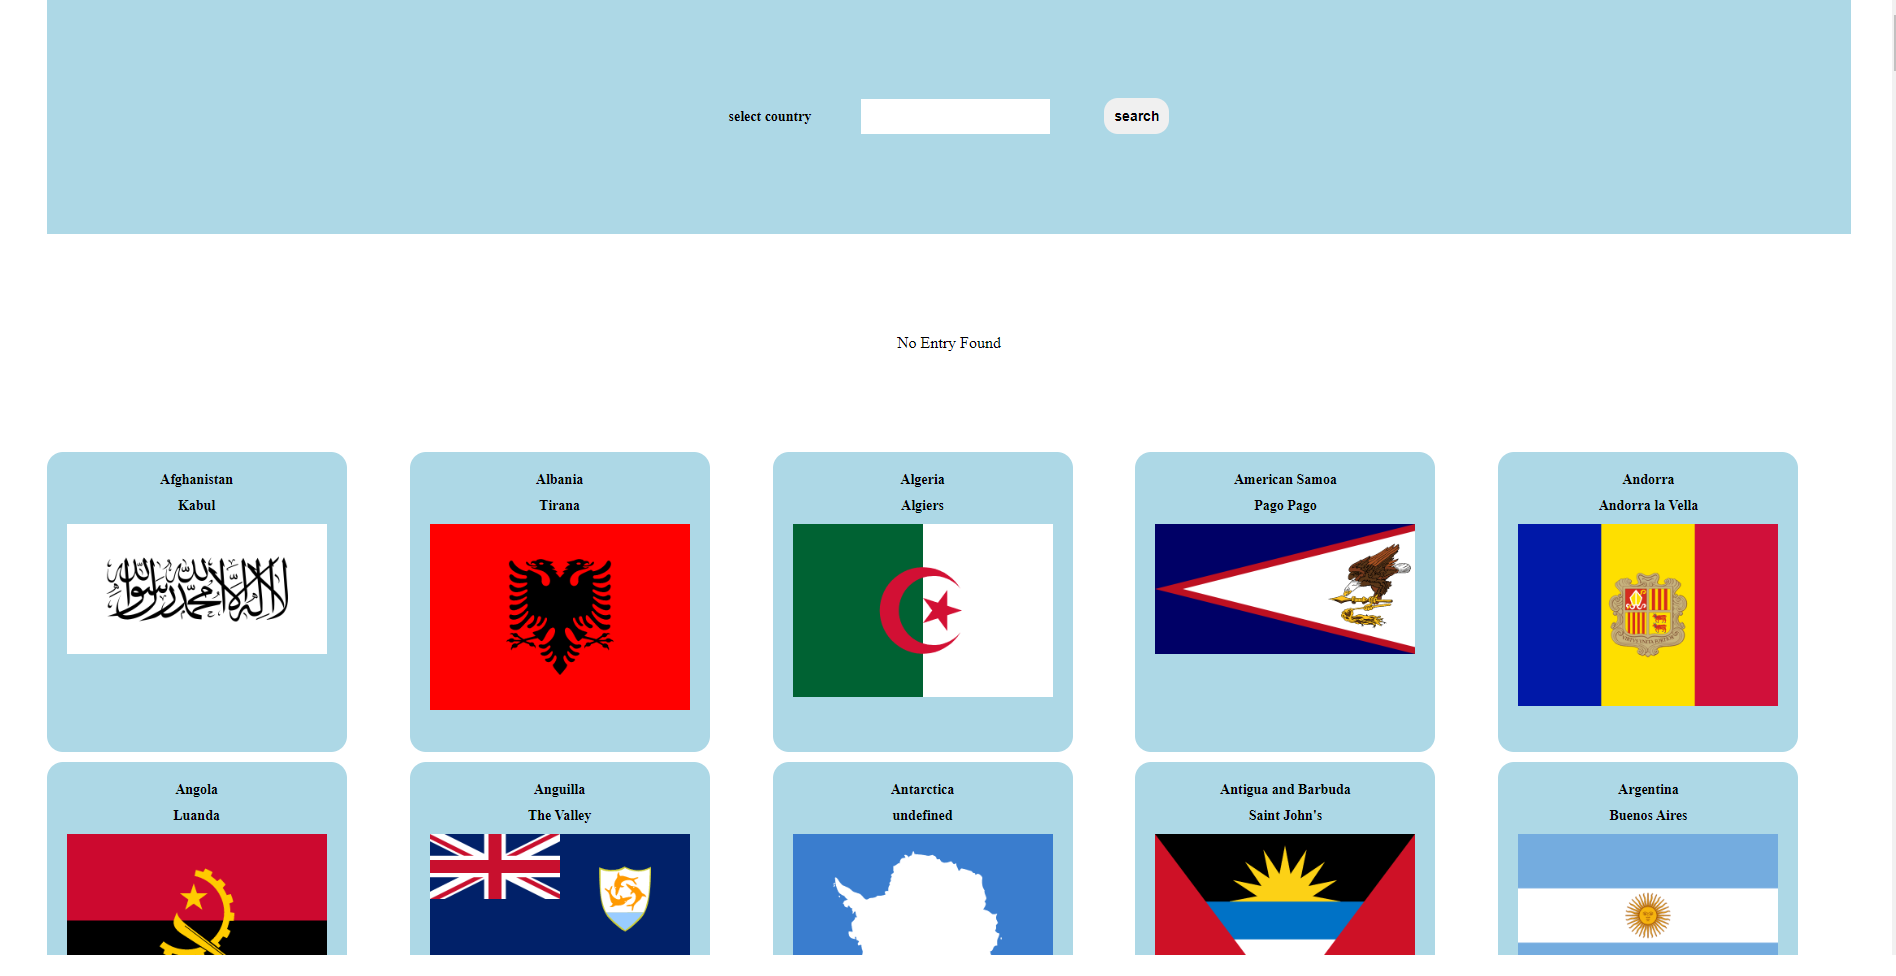 select country
search
No Entry Found
Afghanistan
Kabul
لا إله إلا الله محمد رسول الله
Albania
Tirana
Algeria
Algiers
American Samoa
Pago Pago
Andorra
Andorra la Vella
Angola
Luanda
Anguilla
The Valley
Antarctica
undefined
Antigua and Barbuda
Saint John's
Argentina
Buenos Aires